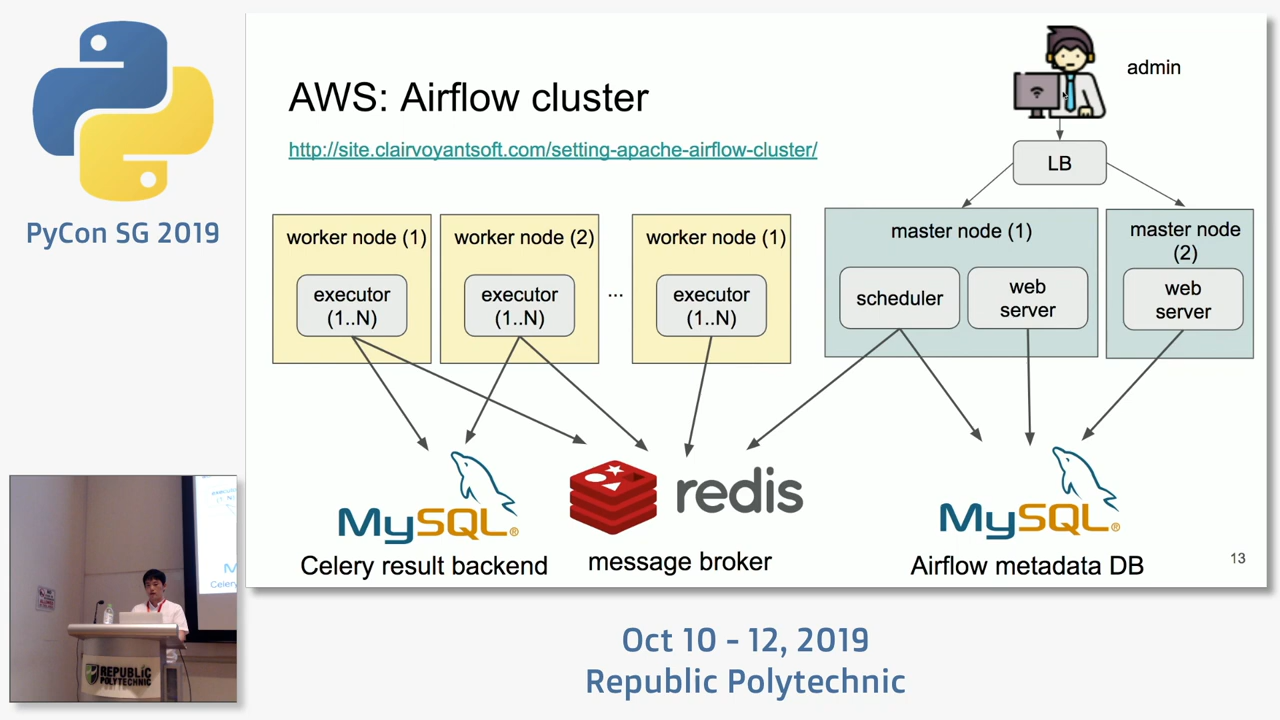 PyCon SG 2019
AWS: Airflow cluster
http://site.clairvoyantsoft.com/setting-apache-airflow-cluster/
admin
LB
worker node (1)
executor
(1..N)
worker node (2)
executor
(1..N)
...
worker node (1)
executor
(1..N)
master node (1)
scheduler
web
server
master node
(2)
web
server
MySQL®
Celery result backend
redis
message broker
MySQL®
Airflow metadata DB
13
REPUBLIC
POLYTECHNIC
Oct 10 - 12, 2019
Republic Polytechnic